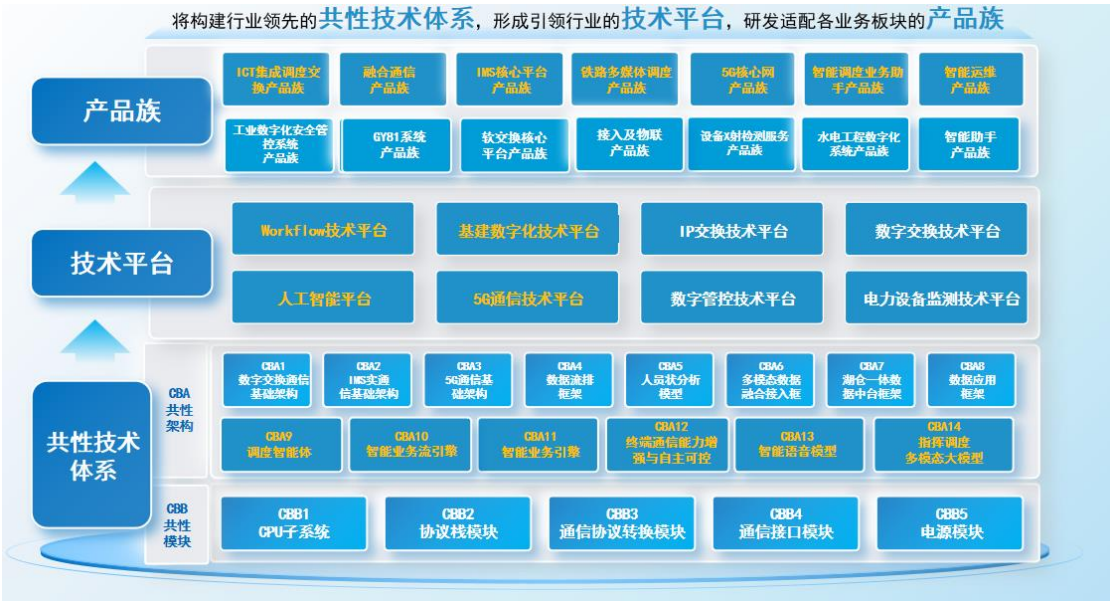 将构建行业领先的共性技术体系，形成引领行业的技术平台，研发适配各业务板块的产品族
产品族
ICT集成调度交
换产品族
融合通信
产品族
IMS核心平台
产品族
铁路多媒体调度
产品族
5G核心网
产品族
智能调度业务助
手产品族
智能运维
产品族
工业数字化安全管
控系统
产品族
GY81系统
产品族
软交换核心
平台产品族
接入及物联
产品族
设备X射检测服务
产品族
水电工程数字化
系统产品族
智能助手
产品族
技术平台
Workflow技术平台
基建数字化技术平台
IP交换技术平台
数字交换技术平台
人工智能平台
5G通信技术平台
数字管控技术平台
电力设备监测技术平台
共性技术
体系
CBA
共性
架构
CBA1
数字交换通信
基础架构
CBA2
IMS实通
信基础架构
CBA3
5G通信基
础架构
CBA4
数据流排
框架
CBA5
人员状分析
模型
CBA6
多模态数据
融合接入框
CBA7
湖仓一体数
据中台框架
CBA8
数据应用
框架
CBA9
调度智能体
CBA10
智能业务流引擎
CBA11
智能业务引擎
CBA12
终端通信能力增
强与自主可控
CBA13
智能语音模型
CBA14
指挥调度
多模态大模型
CBB
共性
模块
CBB1
CPU子系统
CBB2
协议栈模块
CBB3
通信协议转换模块
CBB4
通信接口模块
CBB5
电源模块